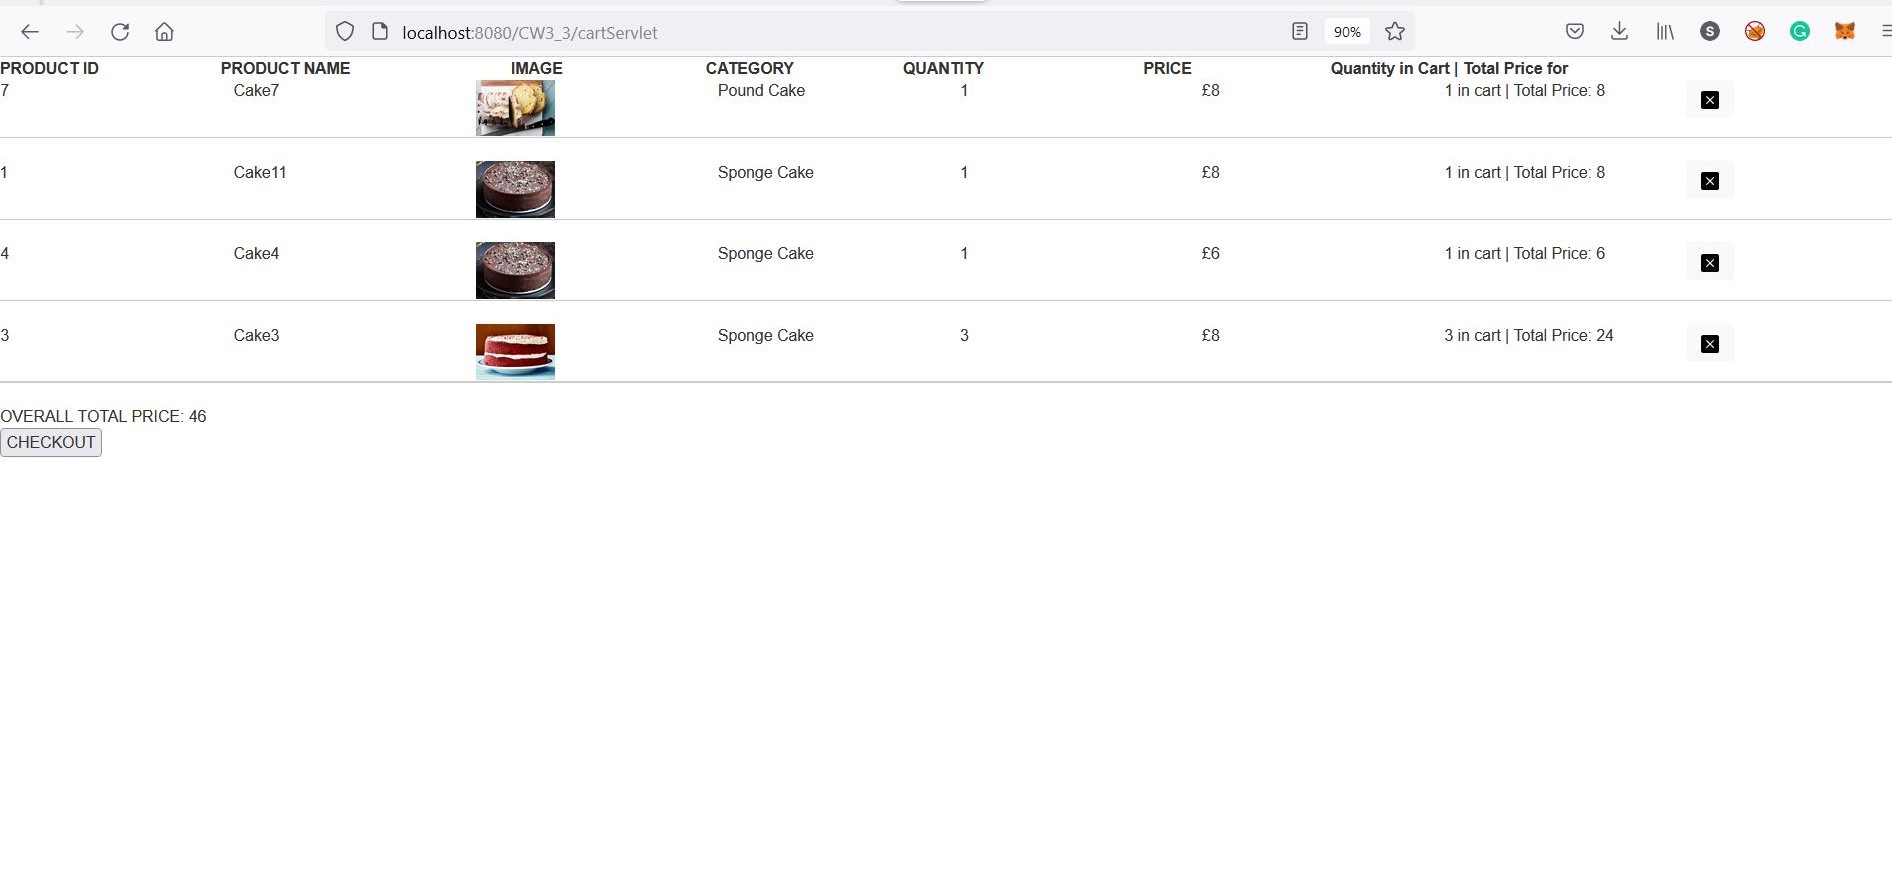 localhost:8080/CW3_3/cartServlet 90% S G
PRODUCT ID PRODUCT NAME IMAGE CATEGORY QUANTITY PRICE Quantity in Cart | Total Price for
7 Cake7 Pound Cake 1 £8 1 in cart | Total Price: 8
1 Cake11 Sponge Cake 1 £8 1 in cart | Total Price: 8
4 Cake4 Sponge Cake 1 £6 1 in cart | Total Price: 6
3 Cake3 Sponge Cake 3 £8 3 in cart | Total Price: 24
OVERALL TOTAL PRICE: 46
CHECKOUT